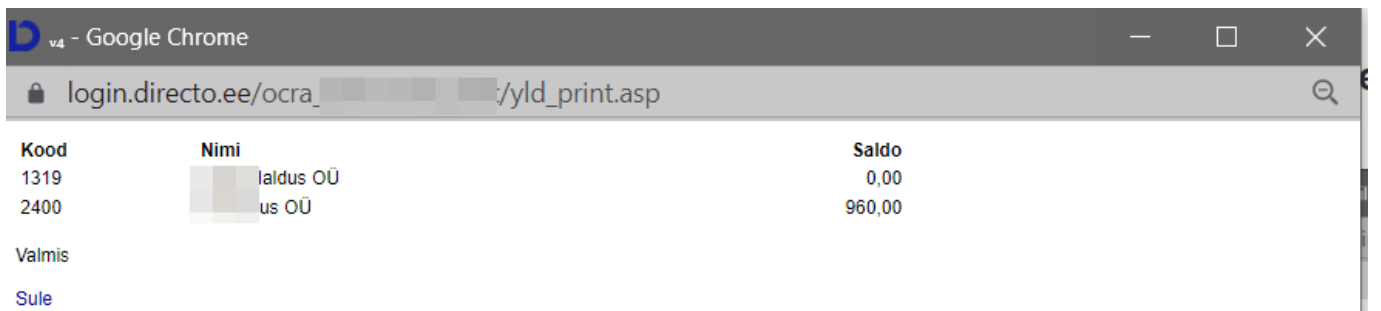 v4 - Google Chrome
login.directo.ee/ocra_ /yld_print.asp
Kood Nimi Saldo
1319 laldus OÜ 0,00
2400 us OÜ 960,00
Valmis
Sule